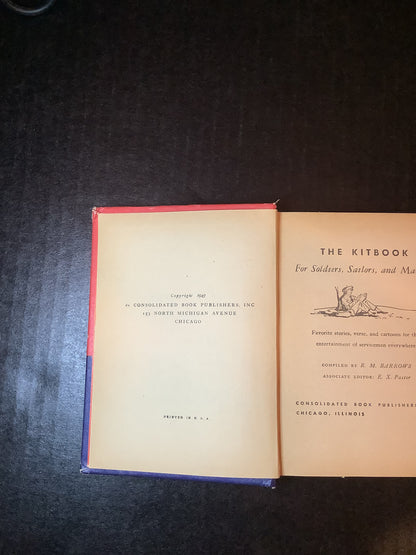 Copyright 1943
by CONSOLIDATED BOOK PUBLISHERS, INC
153 NORTH MICHIGAN AVENUE
CHICAGO
PRINTED IN U. S. A.
THE KITBOOK
For Soldiers, Sailors, and Ma
Favorite stories, verse, and cartoons for th
entertainment of servicemen everywhere
COMPILED BY R. M. BARROWS
ASSOCIATE EDITOR: E. X. Pastor
CONSOLIDATED BOOK PUBLISHERS
CHICAGO, ILLINOIS